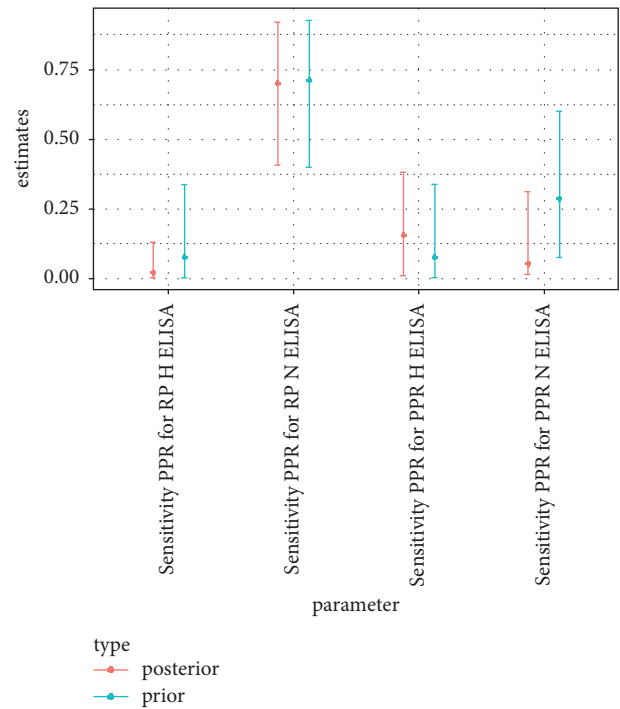 estimates
0.75
0.50
0.25
0.00
Sensitivity PPR for RP H ELISA
Sensitivity PPR for RP N ELISA
Sensitivity PPR for PPR H ELISA
Sensitivity PPR for PPR N ELISA
parameter
type
posterior
prior